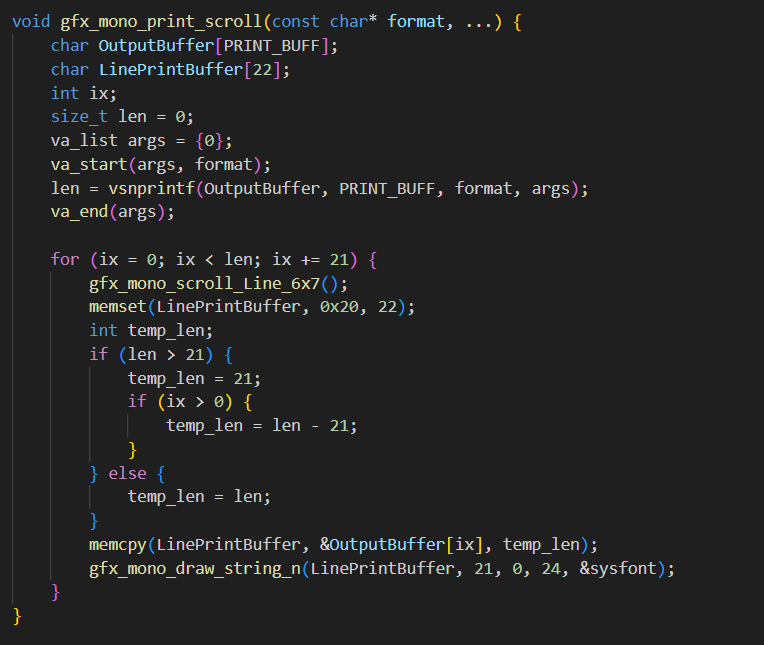 void gfx_mono_print_scroll(const char* format, ...) {
    char OutputBuffer[PRINT_BUFF];
    char LinePrintBuffer[22];
    int ix;
    size_t len = 0;
    va_list args = {0};
    va_start(args, format);
    len = vsnprintf(OutputBuffer, PRINT_BUFF, format, args);
    va_end(args);

    for (ix = 0; ix < len; ix += 21) {
        gfx_mono_scroll_Line_6x7();
        memset(LinePrintBuffer, 0x20, 22);
        int temp_len;
        if (len > 21) {
            temp_len = 21;
            if (ix > 0) {
                temp_len = len - 21;
            }
        } else {
            temp_len = len;
        }
        memcpy(LinePrintBuffer, &OutputBuffer[ix], temp_len);
        gfx_mono_draw_string_n(LinePrintBuffer, 21, 0, 24, &sysfont);
    }
}